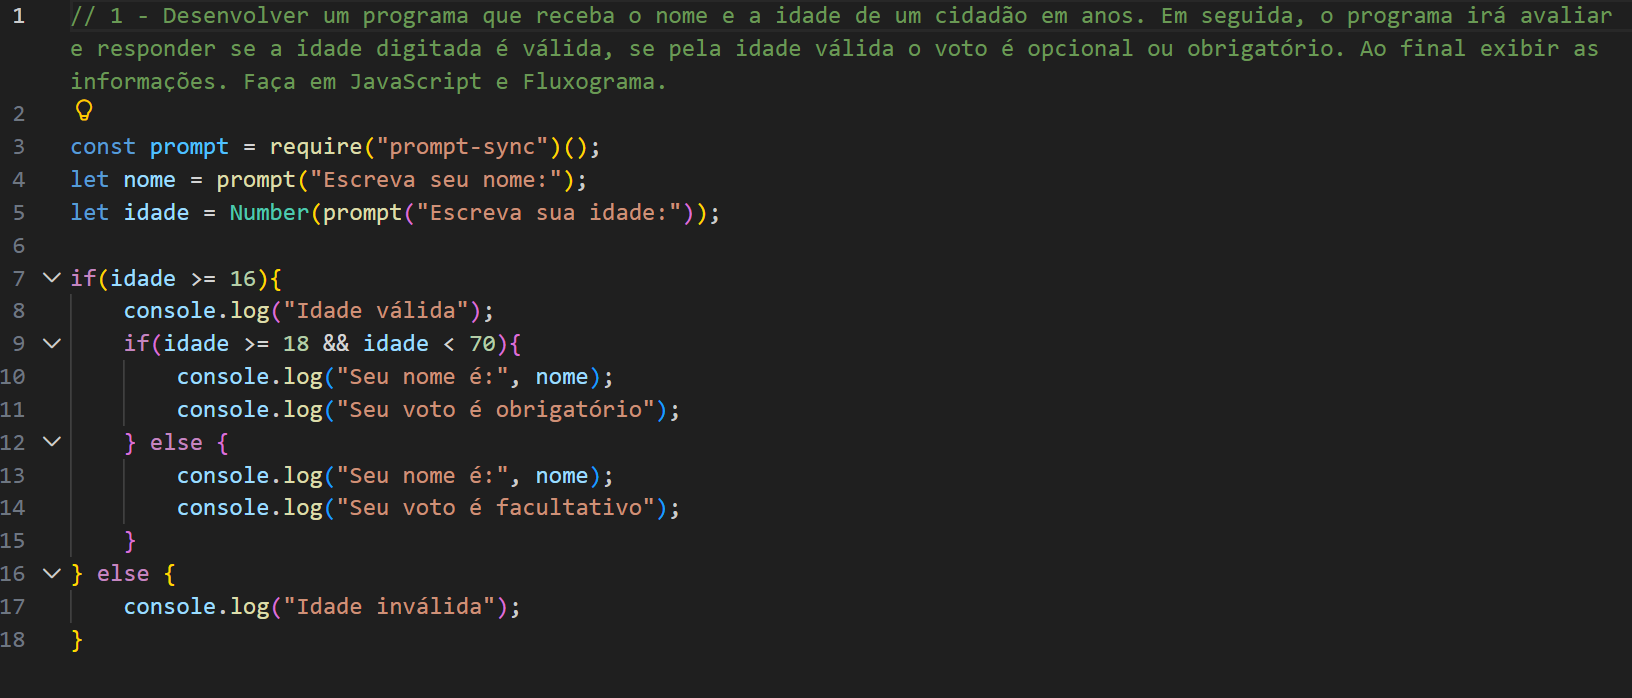 1 // 1 - Desenvolver um programa que receba o nome e a idade de um cidadão em anos. Em seguida, o programa irá avaliar
e responder se a idade digitada é válida, se pela idade válida o voto é opcional ou obrigatório. Ao final exibir as
informações. Faça em JavaScript e Fluxograma.
2
3 const prompt = require("prompt-sync")();
4 let nome = prompt("Escreva seu nome:");
5 let idade = Number(prompt("Escreva sua idade:"));
6
7 if(idade >= 16){
8     console.log("Idade válida");
9     if(idade >= 18 && idade < 70){
10         console.log("Seu nome é:", nome);
11         console.log("Seu voto é obrigatório");
12     } else {
13         console.log("Seu nome é:", nome);
14         console.log("Seu voto é facultativo");
15     }
16 } else {
17     console.log("Idade inválida");
18 }